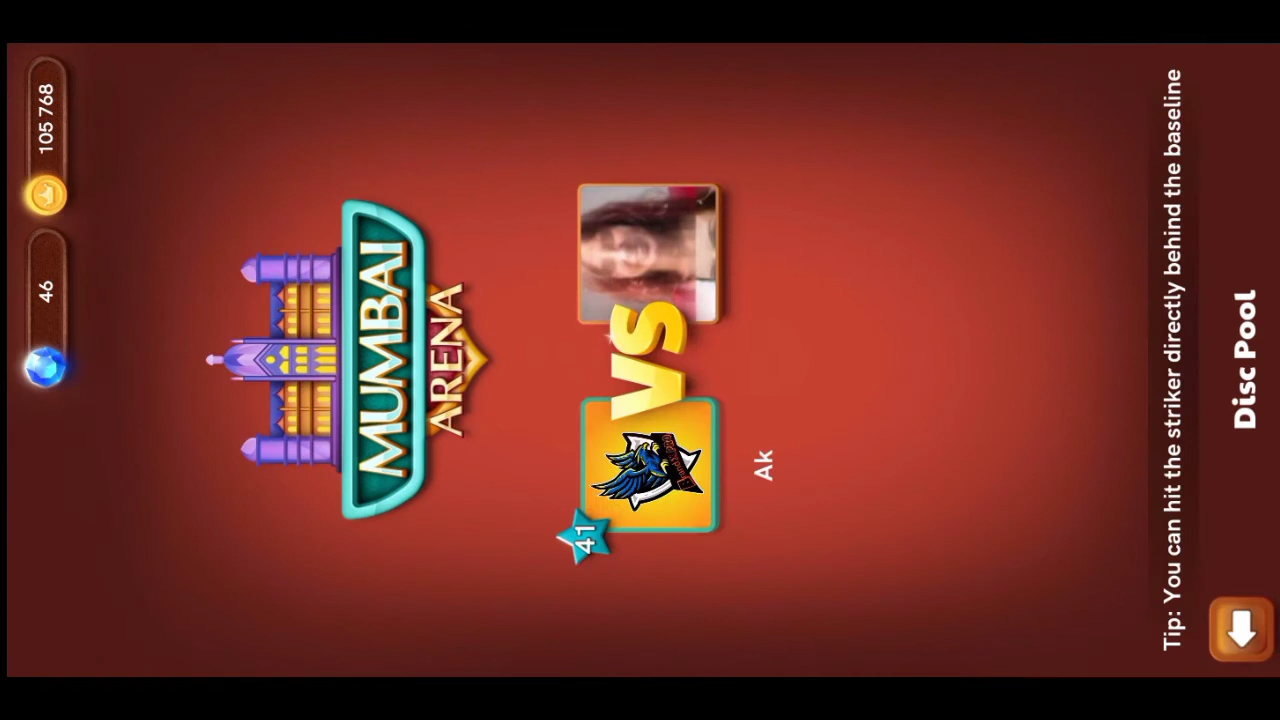 46
105 768
MUMBAI
ARENA
41
VS
Ak
Tip: You can hit the striker directly behind the baseline
Disc Pool